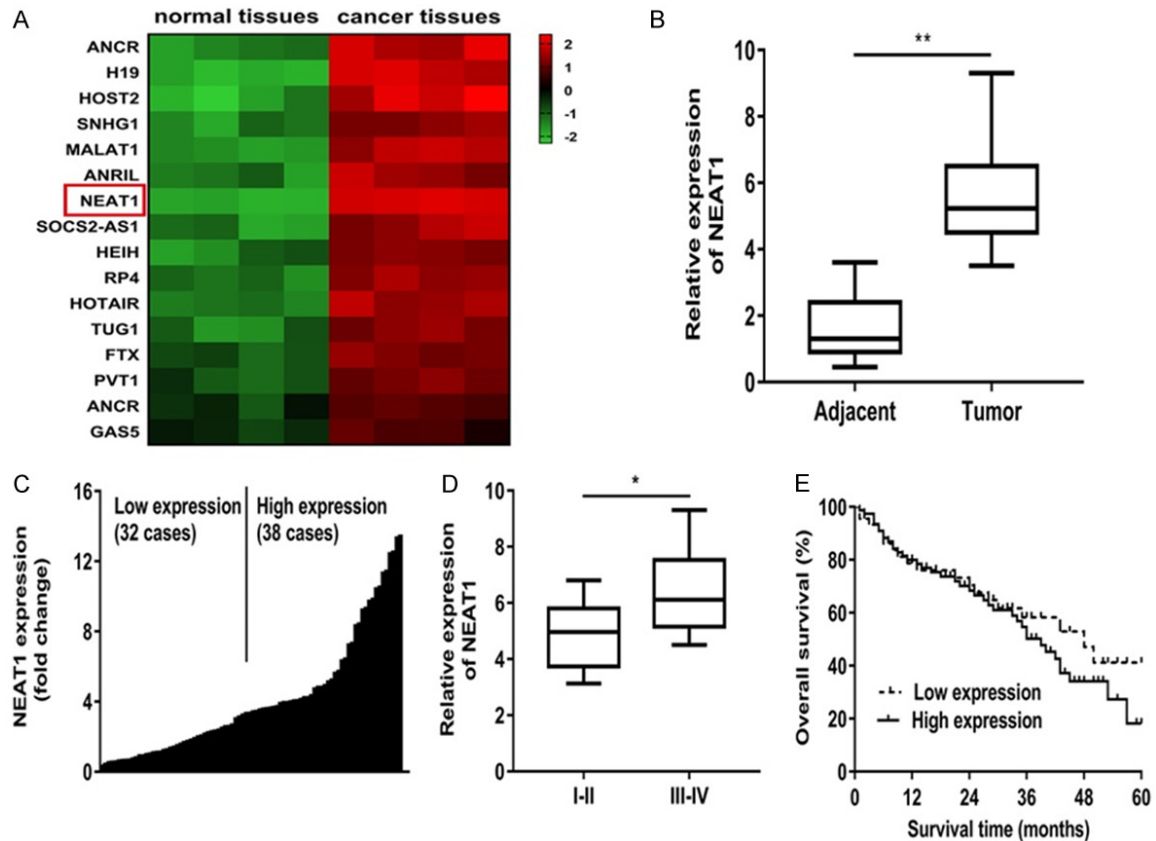 A
normal tissues cancer tissues
ANCR
H19
HOST2
SNHG1
MALAT1
ANRIL
NEAT1
SOCS2-AS1
HEIH
RP4
HOTAIR
TUG1
FTX
PVT1
ANCR
GAS5
2
1
0
-1
-2
B
**
Relative expression
of NEAT1
10
8
6
4
2
0
Adjacent Tumor
C
NEAT1 expression
(fold change)
16
12
8
4
0
Low expression
(32 cases)
High expression
(38 cases)
D
*
Relative expression
of NEAT1
10
8
6
4
2
0
I-II III-IV
E
Overall survival (%)
100
80
60
40
20
0
Low expression
High expression
0 12 24 36 48 60
Survival time (months)